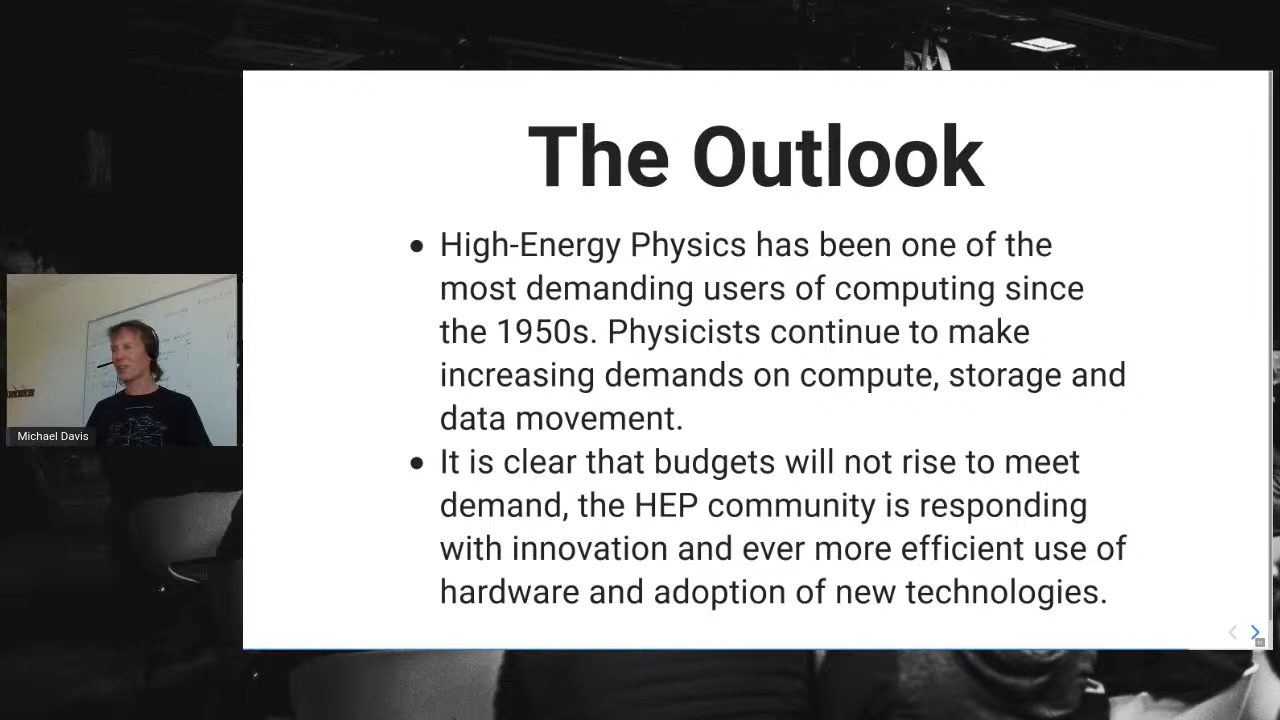 The Outlook
High-Energy Physics has been one of the
most demanding users of computing since
the 1950s. Physicists continue to make
increasing demands on compute, storage and
data movement.
It is clear that budgets will not rise to meet
demand, the HEP community is responding
with innovation and ever more efficient use of
hardware and adoption of new technologies.
Michael Davis